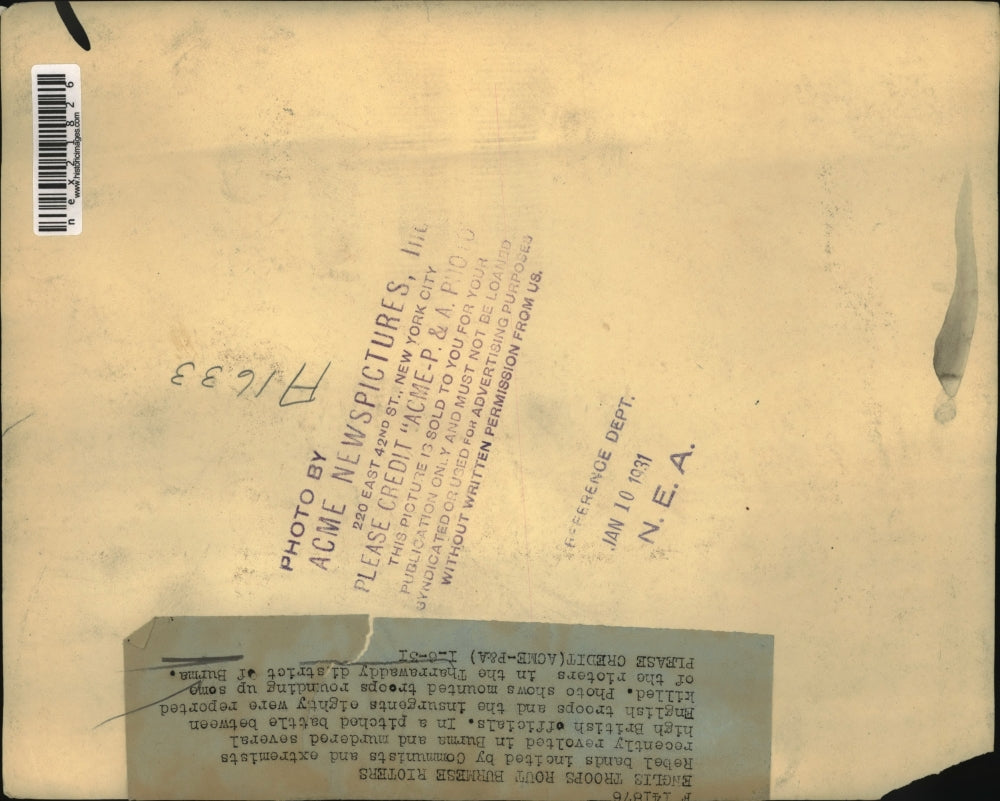 nex21826
www.historicimages.com
A1633
PHOTO BY
ACME NEWSPICTURES, Inc
220 EAST 42ND ST., NEW YORK CITY
PLEASE CREDIT "ACME-P. & A. PHOTO
THIS PICTURE IS SOLD TO YOU FOR YOUR
PUBLICATION ONLY AND MUST NOT BE LOANED
SYNDICATED OR USED FOR ADVERTISING PURPOSES
WITHOUT WRITTEN PERMISSION FROM US.
REFERENCE DEPT.
JAN 10 1931
N. E. A.
F 141876
ENGLIS TROOPS ROUT BURMESE RIOTERS
Rebel bands incited by Communists and extremists
recently revolted in Burma and murdered several
high British officials. In a pitched battle between
English troops and the insurgents eighty were reported
killed. Photo shows mounted troops rounding up some
of the rioters in the Tharrawaddy district of Burma.
PLEASE CREDIT(ACME-P&A) 1-6-31